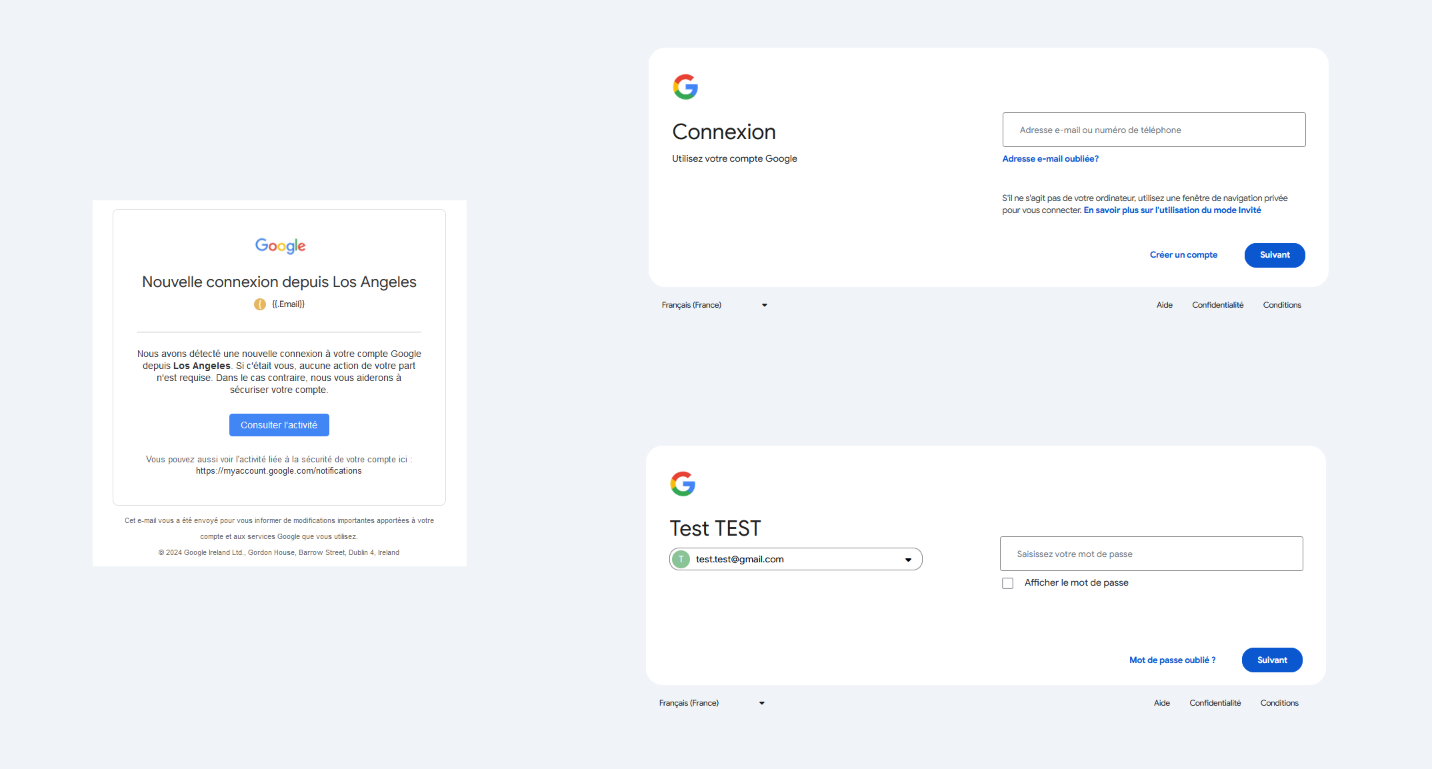 Google
Nouvelle connexion depuis Los Angeles
{ {{.Email}}
Nous avons détecté une nouvelle connexion à votre compte Google
depuis Los Angeles. Si c'était vous, aucune action de votre part
n'est requise. Dans le cas contraire, nous vous aiderons à
sécuriser votre compte.
Consulter l'activité
Vous pouvez aussi voir l'activité liée à la sécurité de votre compte ici :
https://myaccount.google.com/notifications
Cet e-mail vous a été envoyé pour vous informer de modifications importantes apportées à votre
compte et aux services Google que vous utilisez.
© 2024 Google Ireland Ltd., Gordon House, Barrow Street, Dublin 4, Ireland
G
Connexion
Utilisez votre compte Google
Adresse e-mail ou numéro de téléphone
Adresse e-mail oubliée?
S'il ne s'agit pas de votre ordinateur, utilisez une fenêtre de navigation privée
pour vous connecter. En savoir plus sur l'utilisation du mode Invité
Créer un compte Suivant
Français (France) Aide Confidentialité Conditions
G
Test TEST
T test.test@gmail.com
Saisissez votre mot de passe
Afficher le mot de passe
Mot de passe oublié ? Suivant
Français (France) Aide Confidentialité Conditions